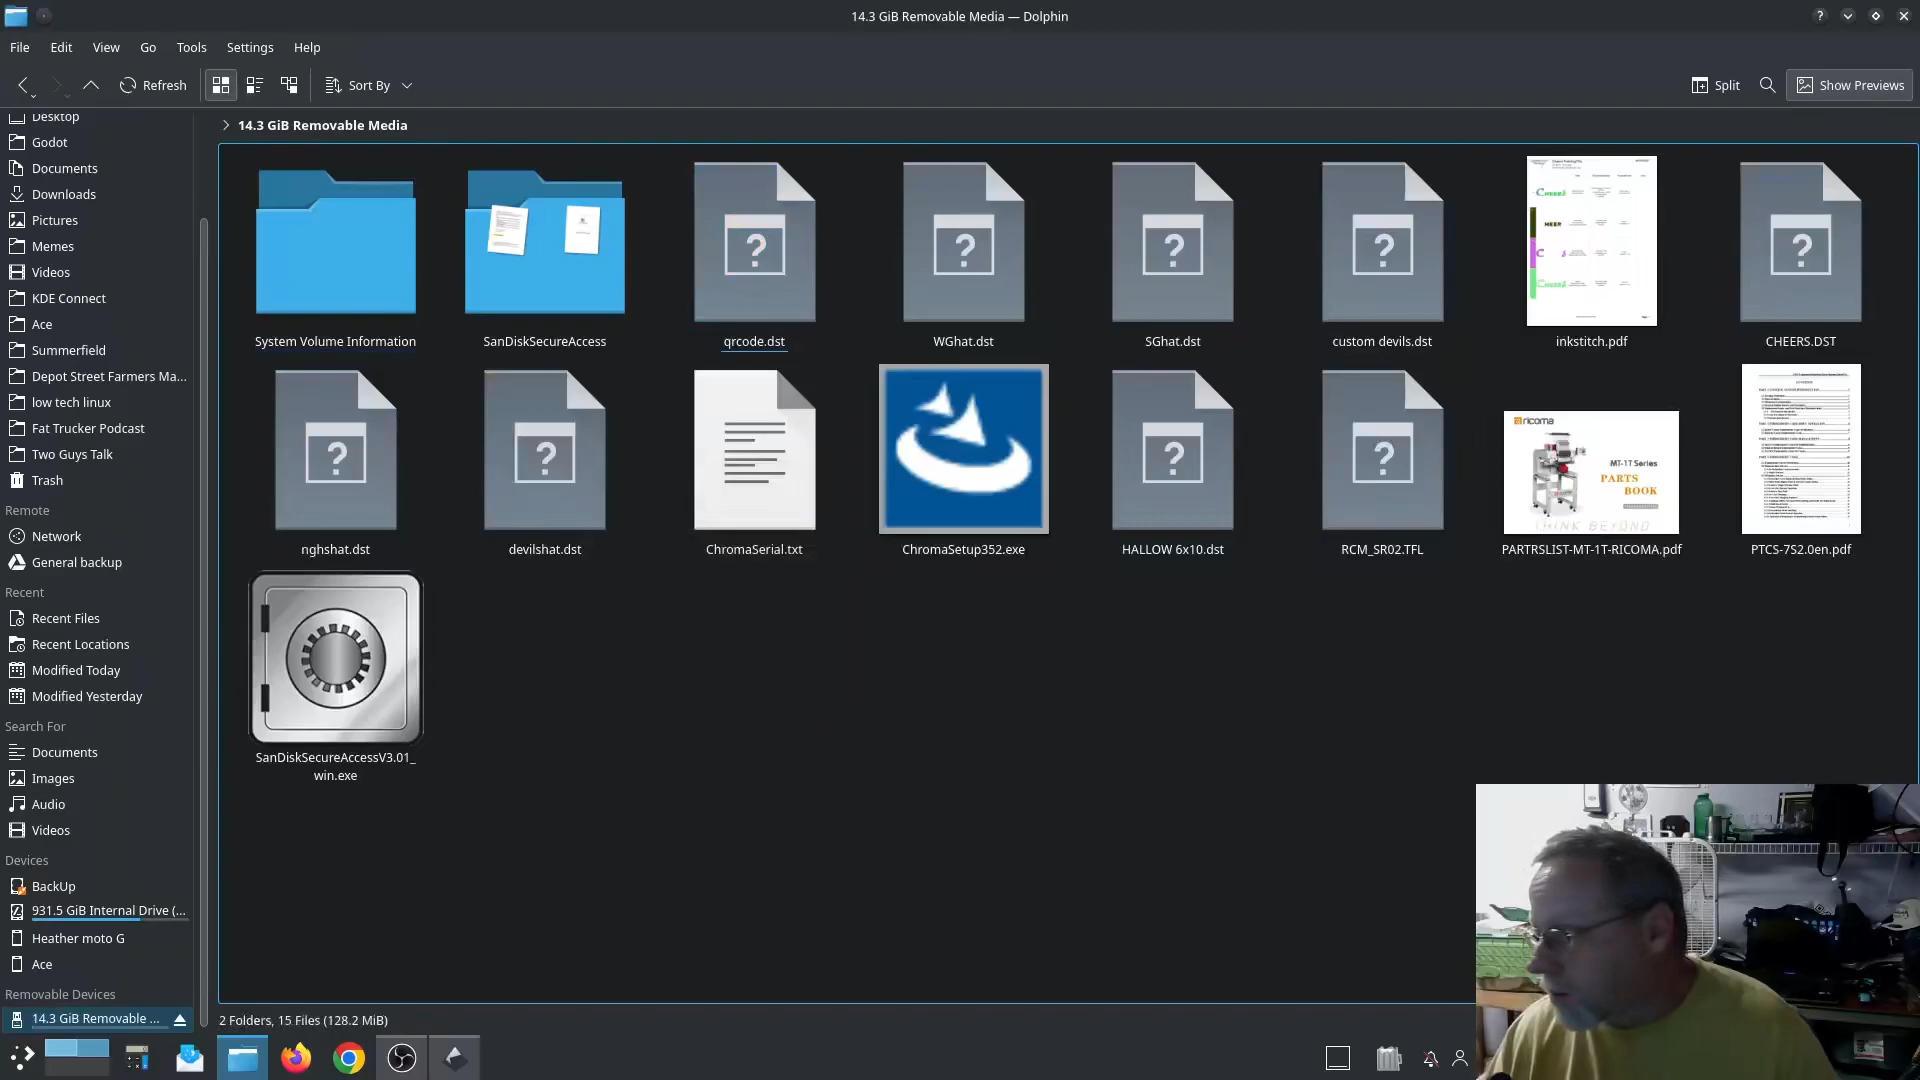 14.3 GiB Removable Media — Dolphin
File Edit View Go Tools Settings Help
Refresh
Sort By
Split
Show Previews
Desktop
Godot
Documents
Downloads
Pictures
Memes
Videos
KDE Connect
Ace
Summerfield
Depot Street Farmers Ma...
low tech linux
Fat Trucker Podcast
Two Guys Talk
Trash
Remote
Network
General backup
Recent
Recent Files
Recent Locations
Modified Today
Modified Yesterday
Search For
Documents
Images
Audio
Videos
Devices
BackUp
931.5 GiB Internal Drive (...
Heather moto G
Ace
Removable Devices
14.3 GiB Removable ...
14.3 GiB Removable Media
System Volume Information
SanDiskSecureAccess
qrcode.dst
WGhat.dst
SGhat.dst
custom devils.dst
inkstitch.pdf
CHEERS.DST
nghshat.dst
devilshat.dst
ChromaSerial.txt
ChromaSetup352.exe
HALLOW 6x10.dst
RCM_SR02.TFL
ricoma
MT-1T Series
PARTS
BOOK
THINK BEYOND
PARTRSLIST-MT-1T-RICOMA.pdf
PTCS-7S2.0en.pdf
SanDiskSecureAccessV3.01_
win.exe
2 Folders, 15 Files (128.2 MiB)